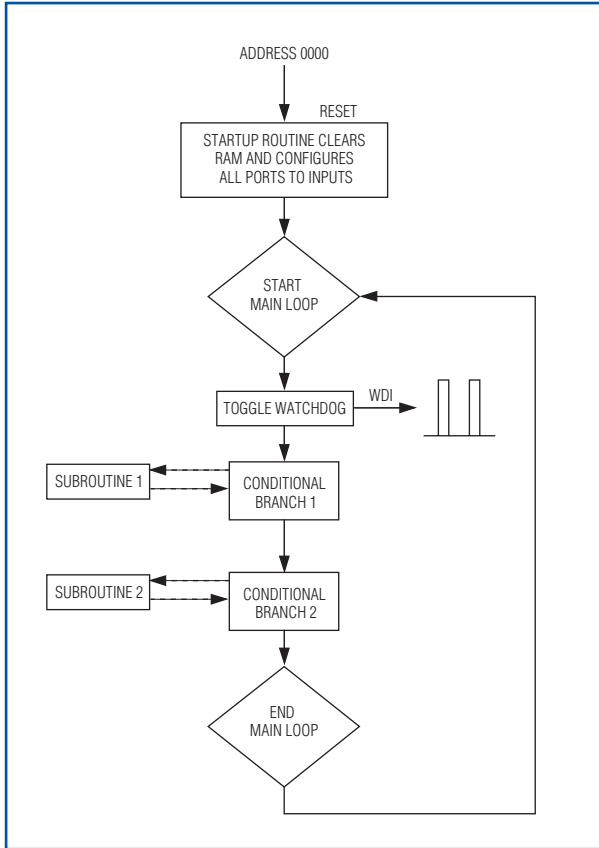 ADDRESS 0000
RESET
STARTUP ROUTINE CLEARS
RAM AND CONFIGURES
ALL PORTS TO INPUTS
START
MAIN LOOP
TOGGLE WATCHDOG
WDI
SUBROUTINE 1
CONDITIONAL
BRANCH 1
SUBROUTINE 2
CONDITIONAL
BRANCH 2
END
MAIN LOOP